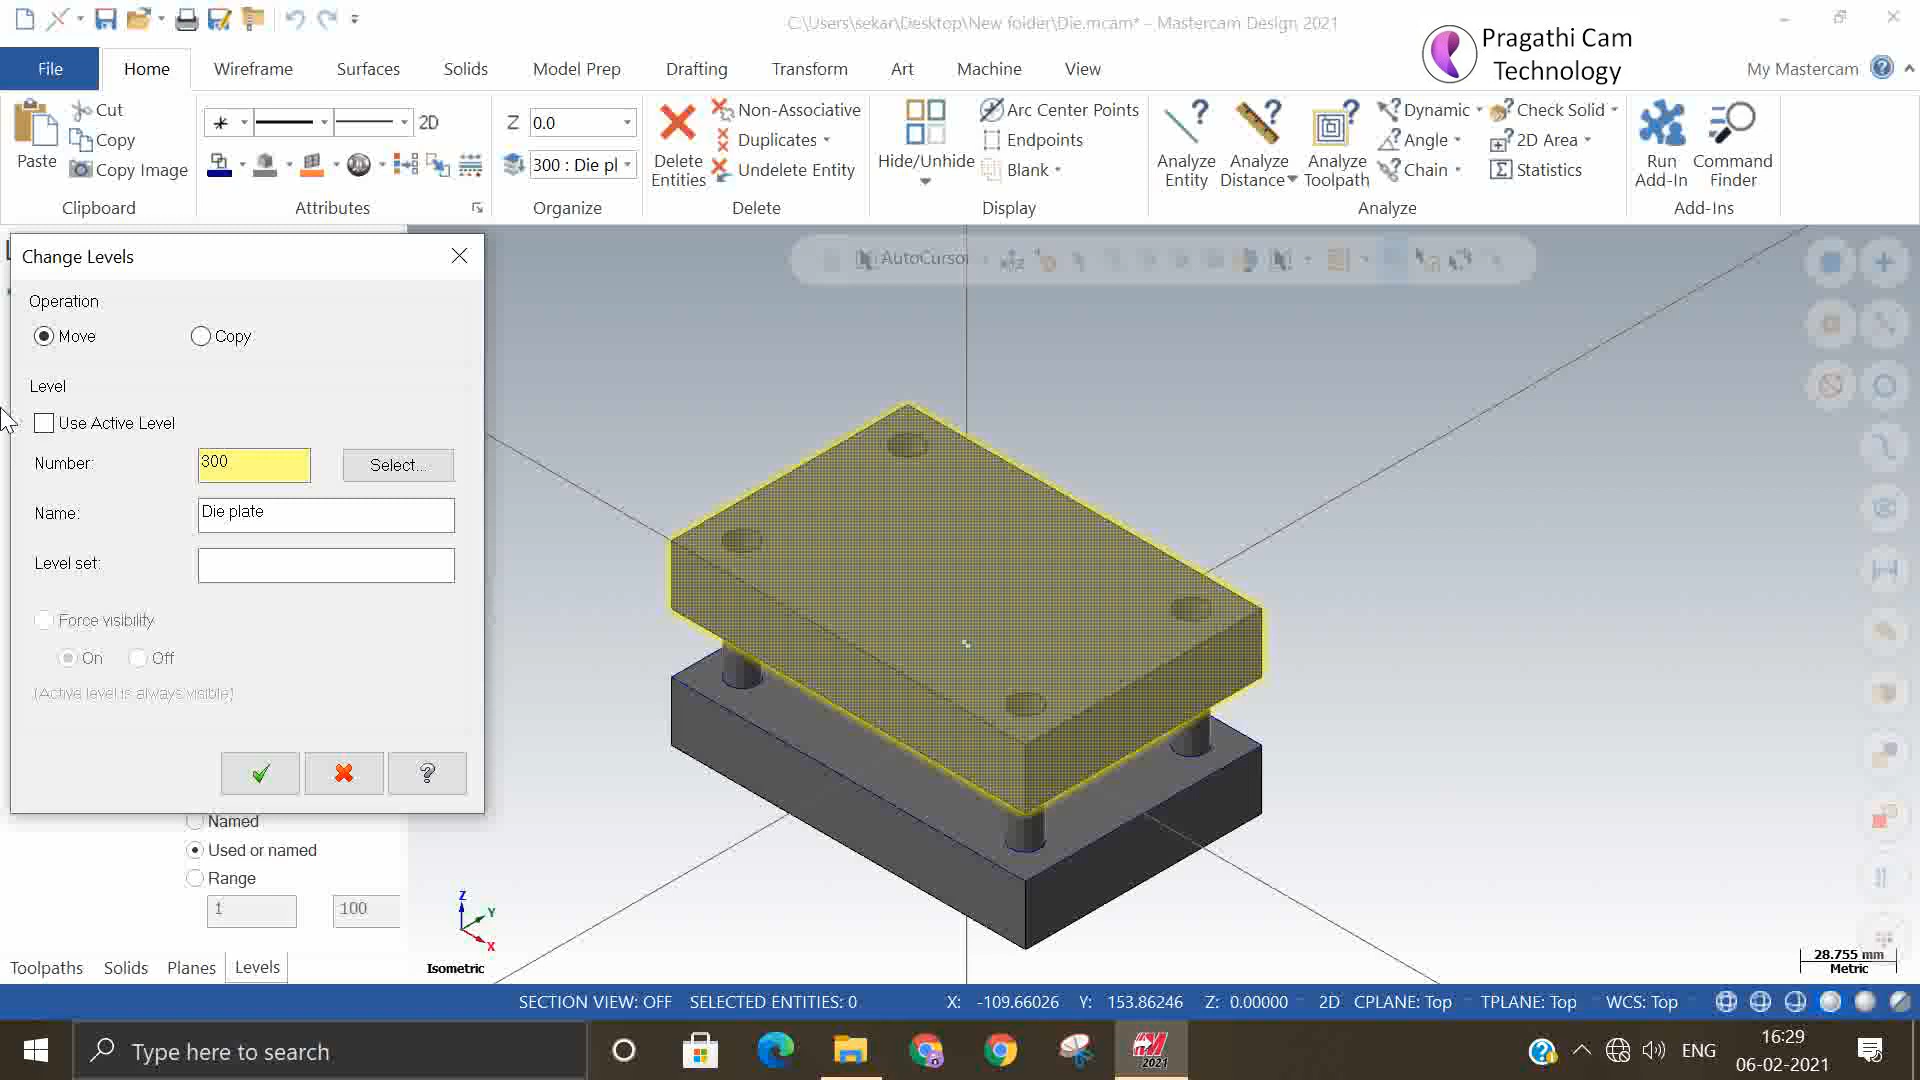 C:\Users\sekar\Desktop\New folder\Die.mcam* – Mastercam Design 2021
Pragathi Cam
Technology
File
Home
Wireframe
Surfaces
Solids
Model Prep
Drafting
Transform
Art
Machine
View
My Mastercam
Paste
Cut
Copy
Copy Image
Clipboard
2D
Attributes
Z 0.0
300 : Die pl
Organize
Delete
Entities
Non-Associative
Duplicates
Undelete Entity
Delete
Hide/Unhide
Arc Center Points
Endpoints
Blank
Display
Analyze
Entity
Analyze
Distance
Analyze
Toolpath
Dynamic
Angle
Chain
Check Solid
2D Area
Statistics
Analyze
Run
Add-In
Command
Finder
Add-Ins
AutoCursor
Change Levels
Operation
Move
Copy
Level
Use Active Level
Number:
300
Select...
Name:
Die plate
Level set:
Force visibility
On
Off
(Active level is always visible)
Named
Used or named
Range
1
100
Toolpaths
Solids
Planes
Levels
Z
Y
X
Isometric
28.755 mm
Metric
SECTION VIEW: OFF
SELECTED ENTITIES: 0
X: -109.66026
Y: 153.86246
Z: 0.00000
2D
CPLANE: Top
TPLANE: Top
WCS: Top
Type here to search
2021
ENG
16:29
06-02-2021